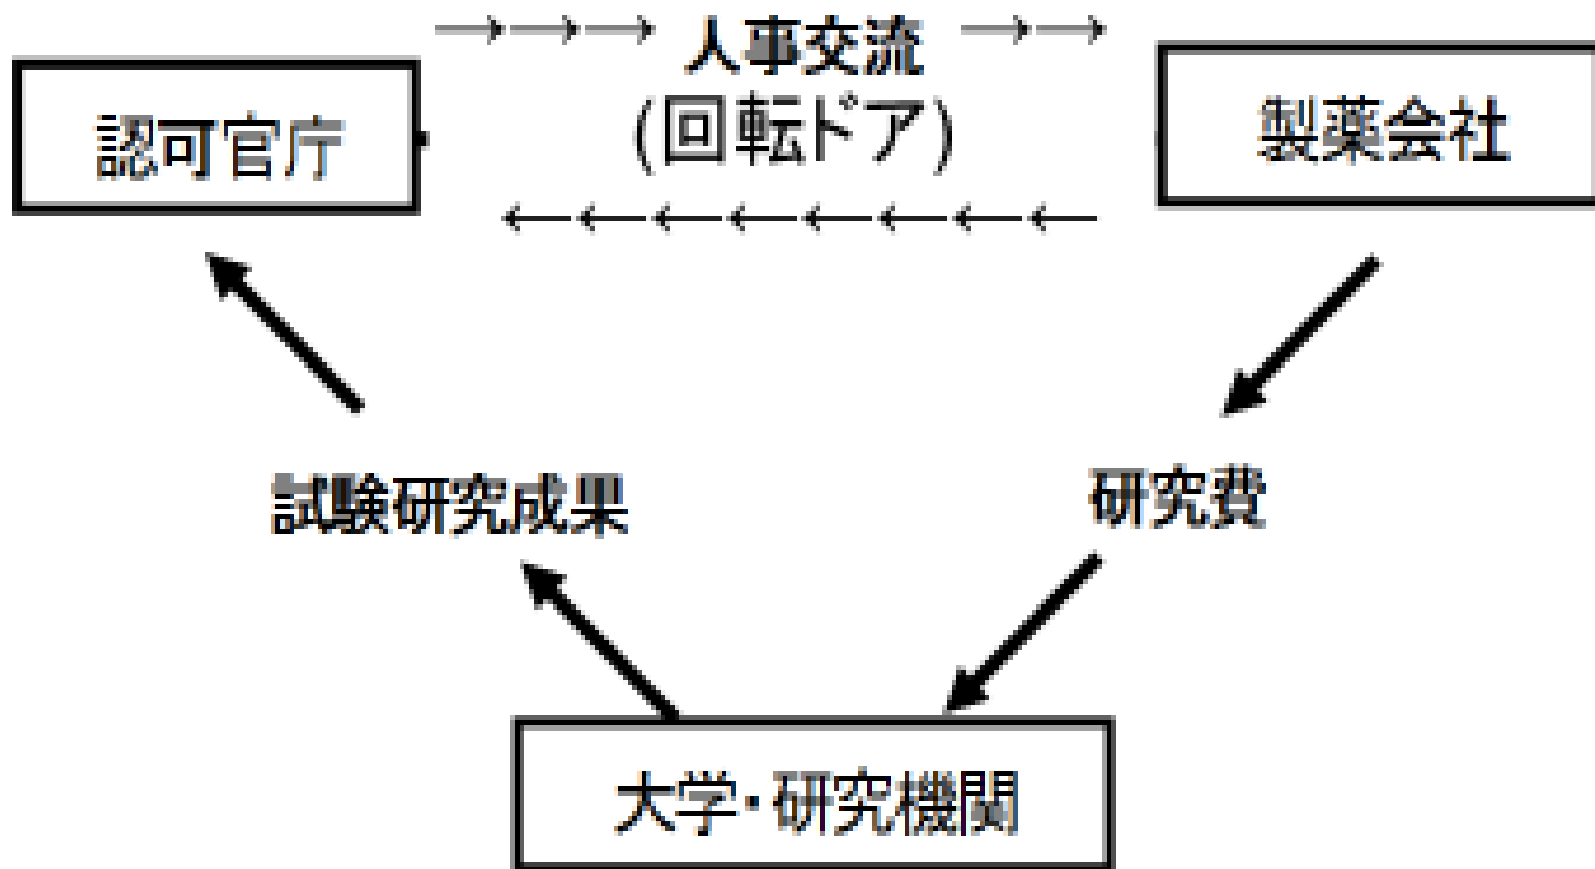 人事交流
(回転ドア)
認可官庁
製薬会社
試験研究成果
研究費
大学・研究機関